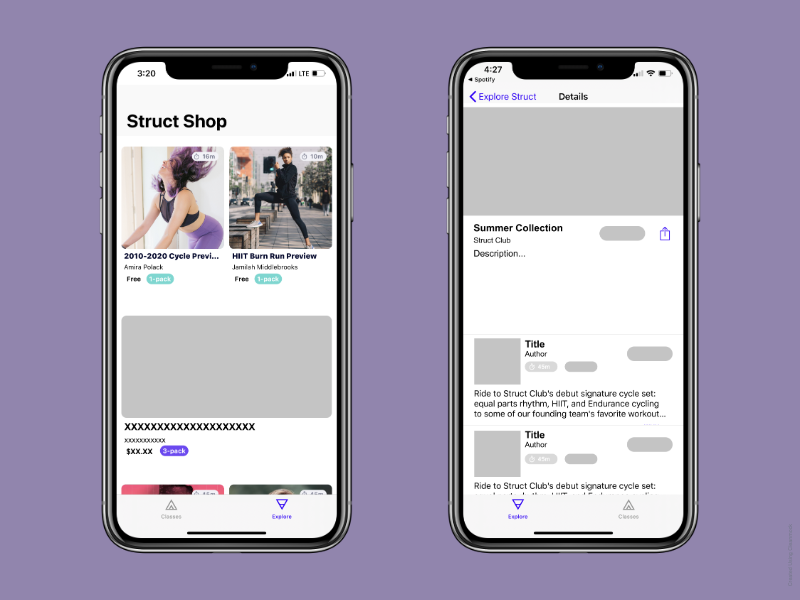 3:20
LTE
Struct Shop
16m
10m
2010-2020 Cycle Previ...
HIIT Burn Run Preview
Amira Polack
Jamilah Middlebrooks
Free
1-pack
Free
1-pack
XXXXXXXXXXXXXXXXXXXX
XXXXXXXXXXX
$XX.XX
3-pack
45m
45m
Classes
Explore
4:27
Spotify
Explore Struct
Details
Summer Collection
Struct Club
Description...
Title
Author
45m
Ride to Struct Club's debut signature cycle set:
equal parts rhythm, HIIT, and Endurance cycling
to some of our founding team's favorite workout...
Title
Author
45m
Ride to Struct Club's debut signature cycle set:
Explore
Classes